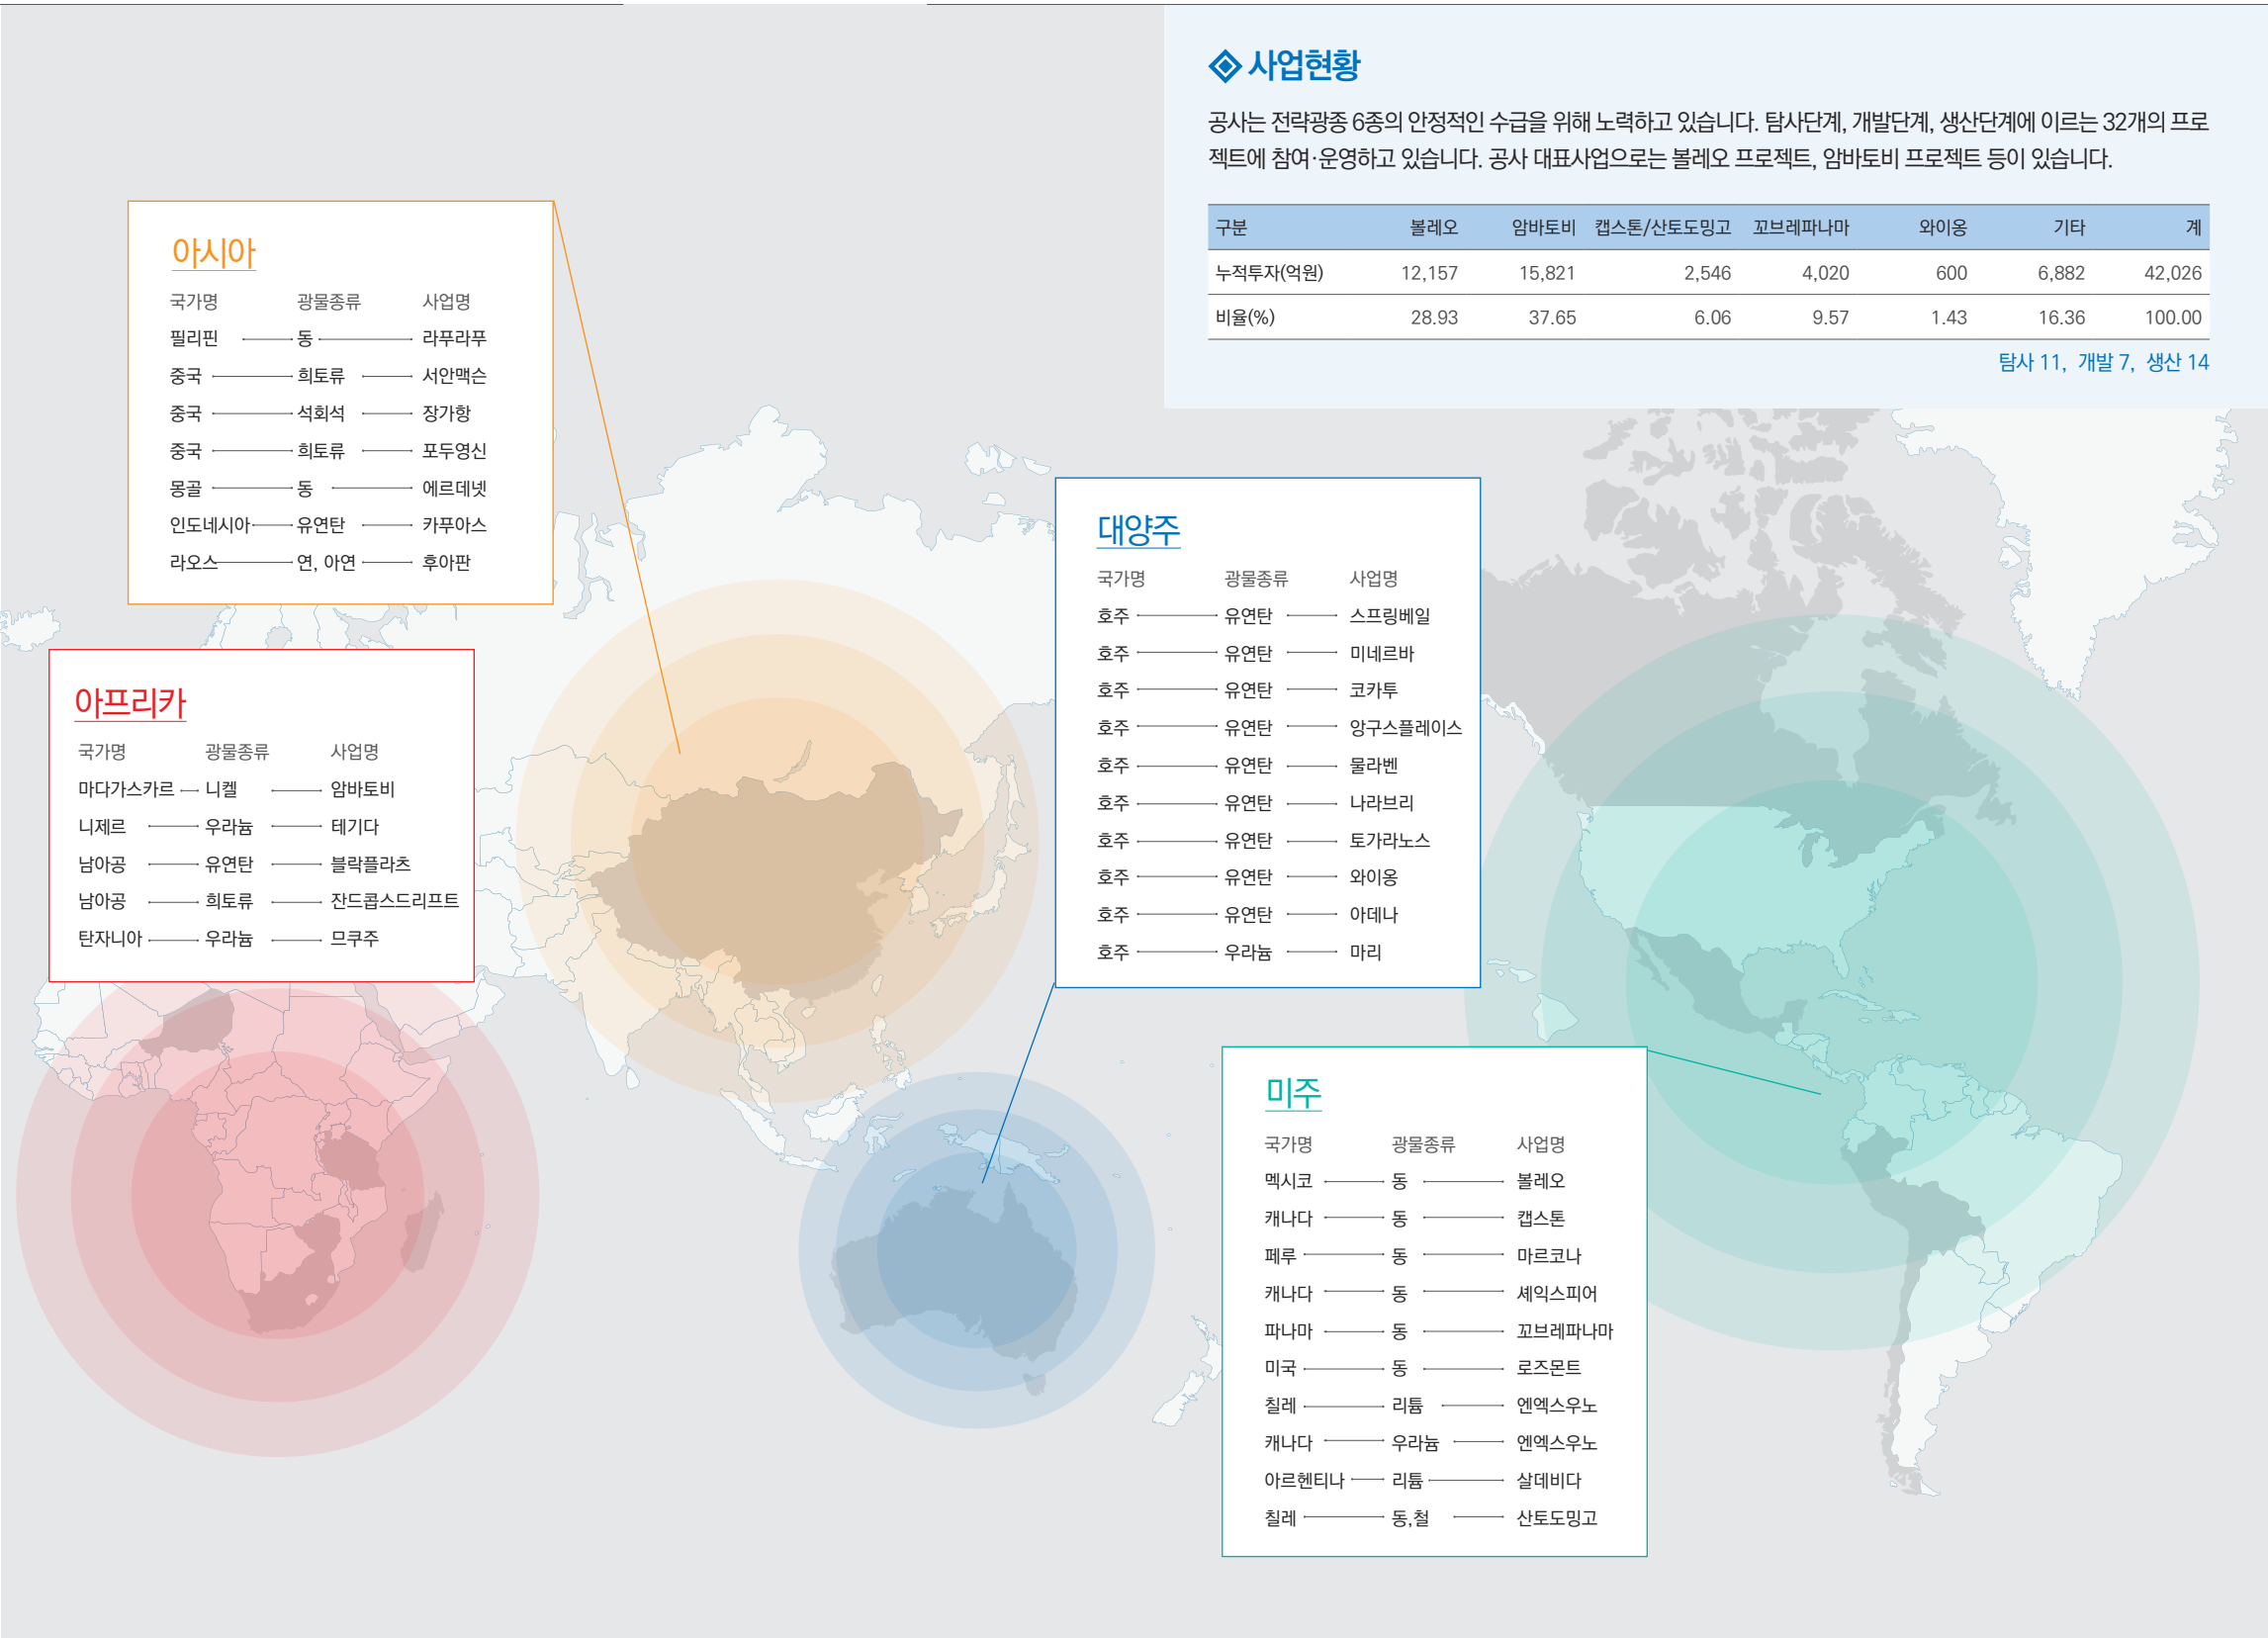 사업현황
공사는 전략광종 6종의 안정적인 수급을 위해 노력하고 있습니다. 탐사단계, 개발단계, 생산단계에 이르는 32개의 프로
젝트에 참여·운영하고 있습니다. 공사 대표사업으로는 볼레오 프로젝트, 암바토비 프로젝트 등이 있습니다.
구분 볼레오 암바토비 캡스톤/산토도밍고 꼬브레파나마 와이옹 기타 계
누적투자(억원) 12,157 15,821 2,546 4,020 600 6,882 42,026
비율(%) 28.93 37.65 6.06 9.57 1.43 16.36 100.00
탐사 11, 개발 7, 생산 14
아시아
국가명 광물종류 사업명
필리핀 동 라푸라푸
중국 희토류 서안맥슨
중국 석회석 장가항
중국 희토류 포두영신
몽골 동 에르데넷
인도네시아 유연탄 카푸아스
라오스 연, 아연 후아판
아프리카
국가명 광물종류 사업명
마다가스카르 니켈 암바토비
니제르 우라늄 테기다
남아공 유연탄 블락플라츠
남아공 희토류 잔드콥스드리프트
탄자니아 우라늄 므쿠주
대양주
국가명 광물종류 사업명
호주 유연탄 스프링베일
호주 유연탄 미네르바
호주 유연탄 코카투
호주 유연탄 앙구스플레이스
호주 유연탄 물라벤
호주 유연탄 나라브리
호주 유연탄 토가라노스
호주 유연탄 와이옹
호주 유연탄 아데나
호주 우라늄 마리
미주
국가명 광물종류 사업명
멕시코 동 볼레오
캐나다 동 캡스톤
페루 동 마르코나
캐나다 동 셰익스피어
파나마 동 꼬브레파나마
미국 동 로즈몬트
칠레 리튬 엔엑스우노
캐나다 우라늄 엔엑스우노
아르헨티나 리튬 살데비다
칠레 동,철 산토도밍고